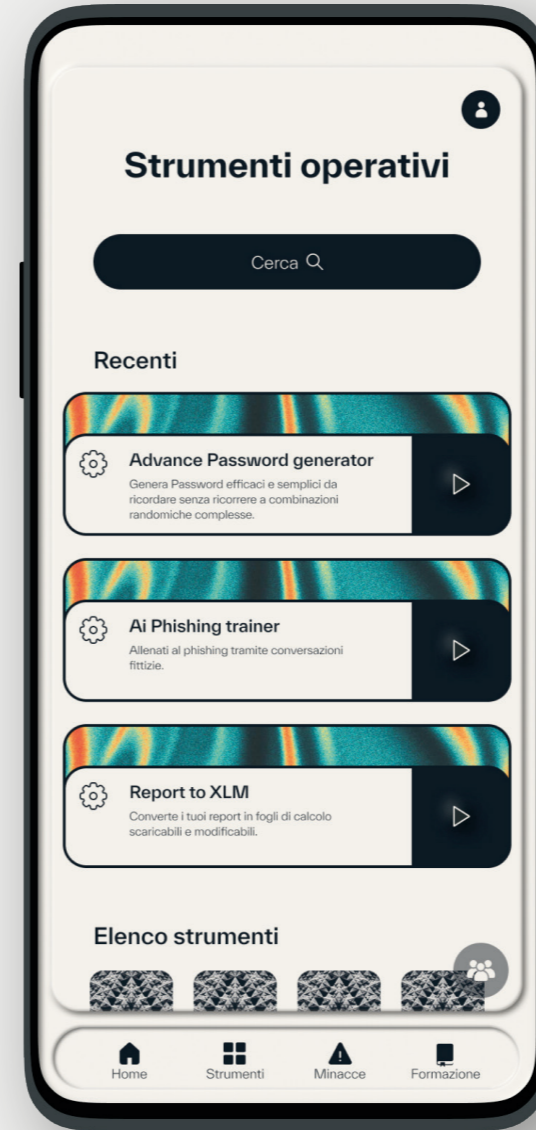 Strumenti operativi
Cerca
Recenti
Advance Password generator
Genera Password efficaci e semplici da
ricordare senza ricorrere a combinazioni
randomiche complesse.
Ai Phishing trainer
Allenati al phishing tramite conversazioni
fittizie.
Report to XLM
Converte i tuoi report in fogli di calcolo
scaricabili e modificabili.
Elenco strumenti
Home
Strumenti
Minacce
Formazione